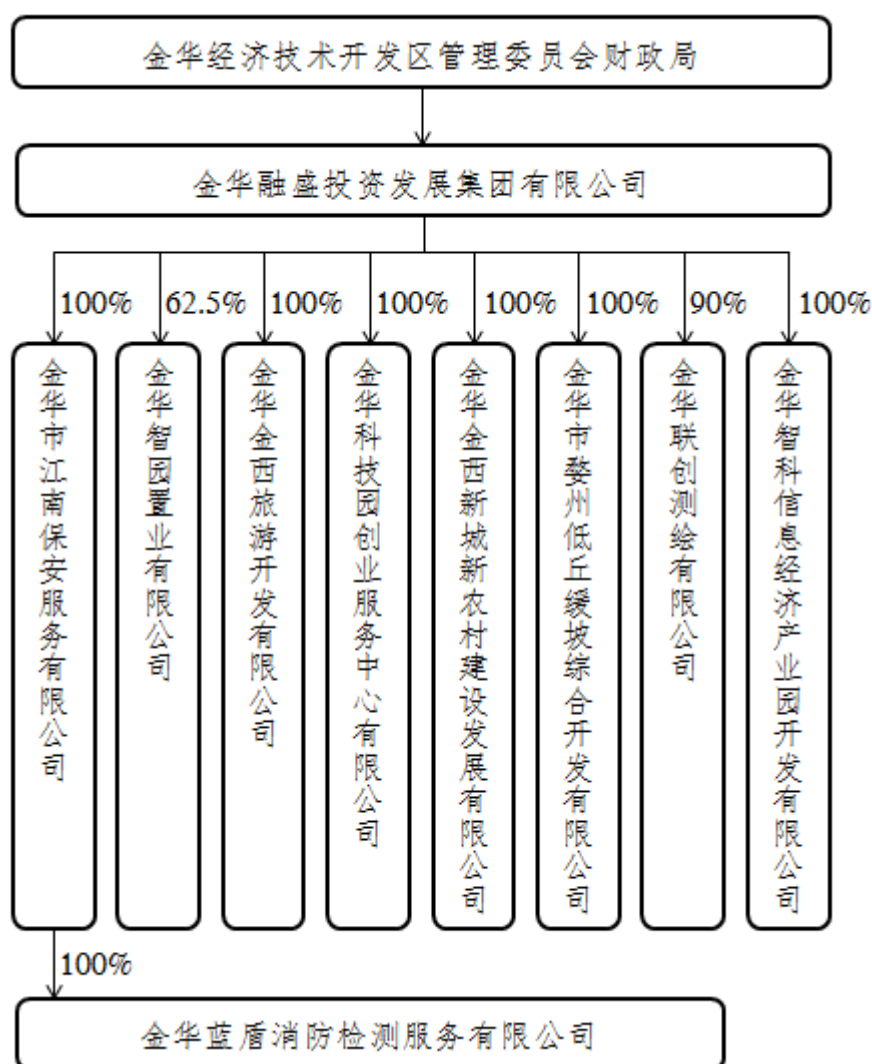 金华经济技术开发区管理委员会财政局
金华融盛投资发展集团有限公司
100%
62.5%
100%
100%
100%
100%
90%
100%
金华市江南保安服务有限公司
金华智园置业有限公司
金华金西旅游开发有限公司
金华科技园创业服务中心有限公司
金华金西新城新农村建设发展有限公司
金华市婺州低丘缓坡综合开发有限公司
金华联创测绘有限公司
金华智科信息经济产业园开发有限公司
100%
金华蓝盾消防检测服务有限公司